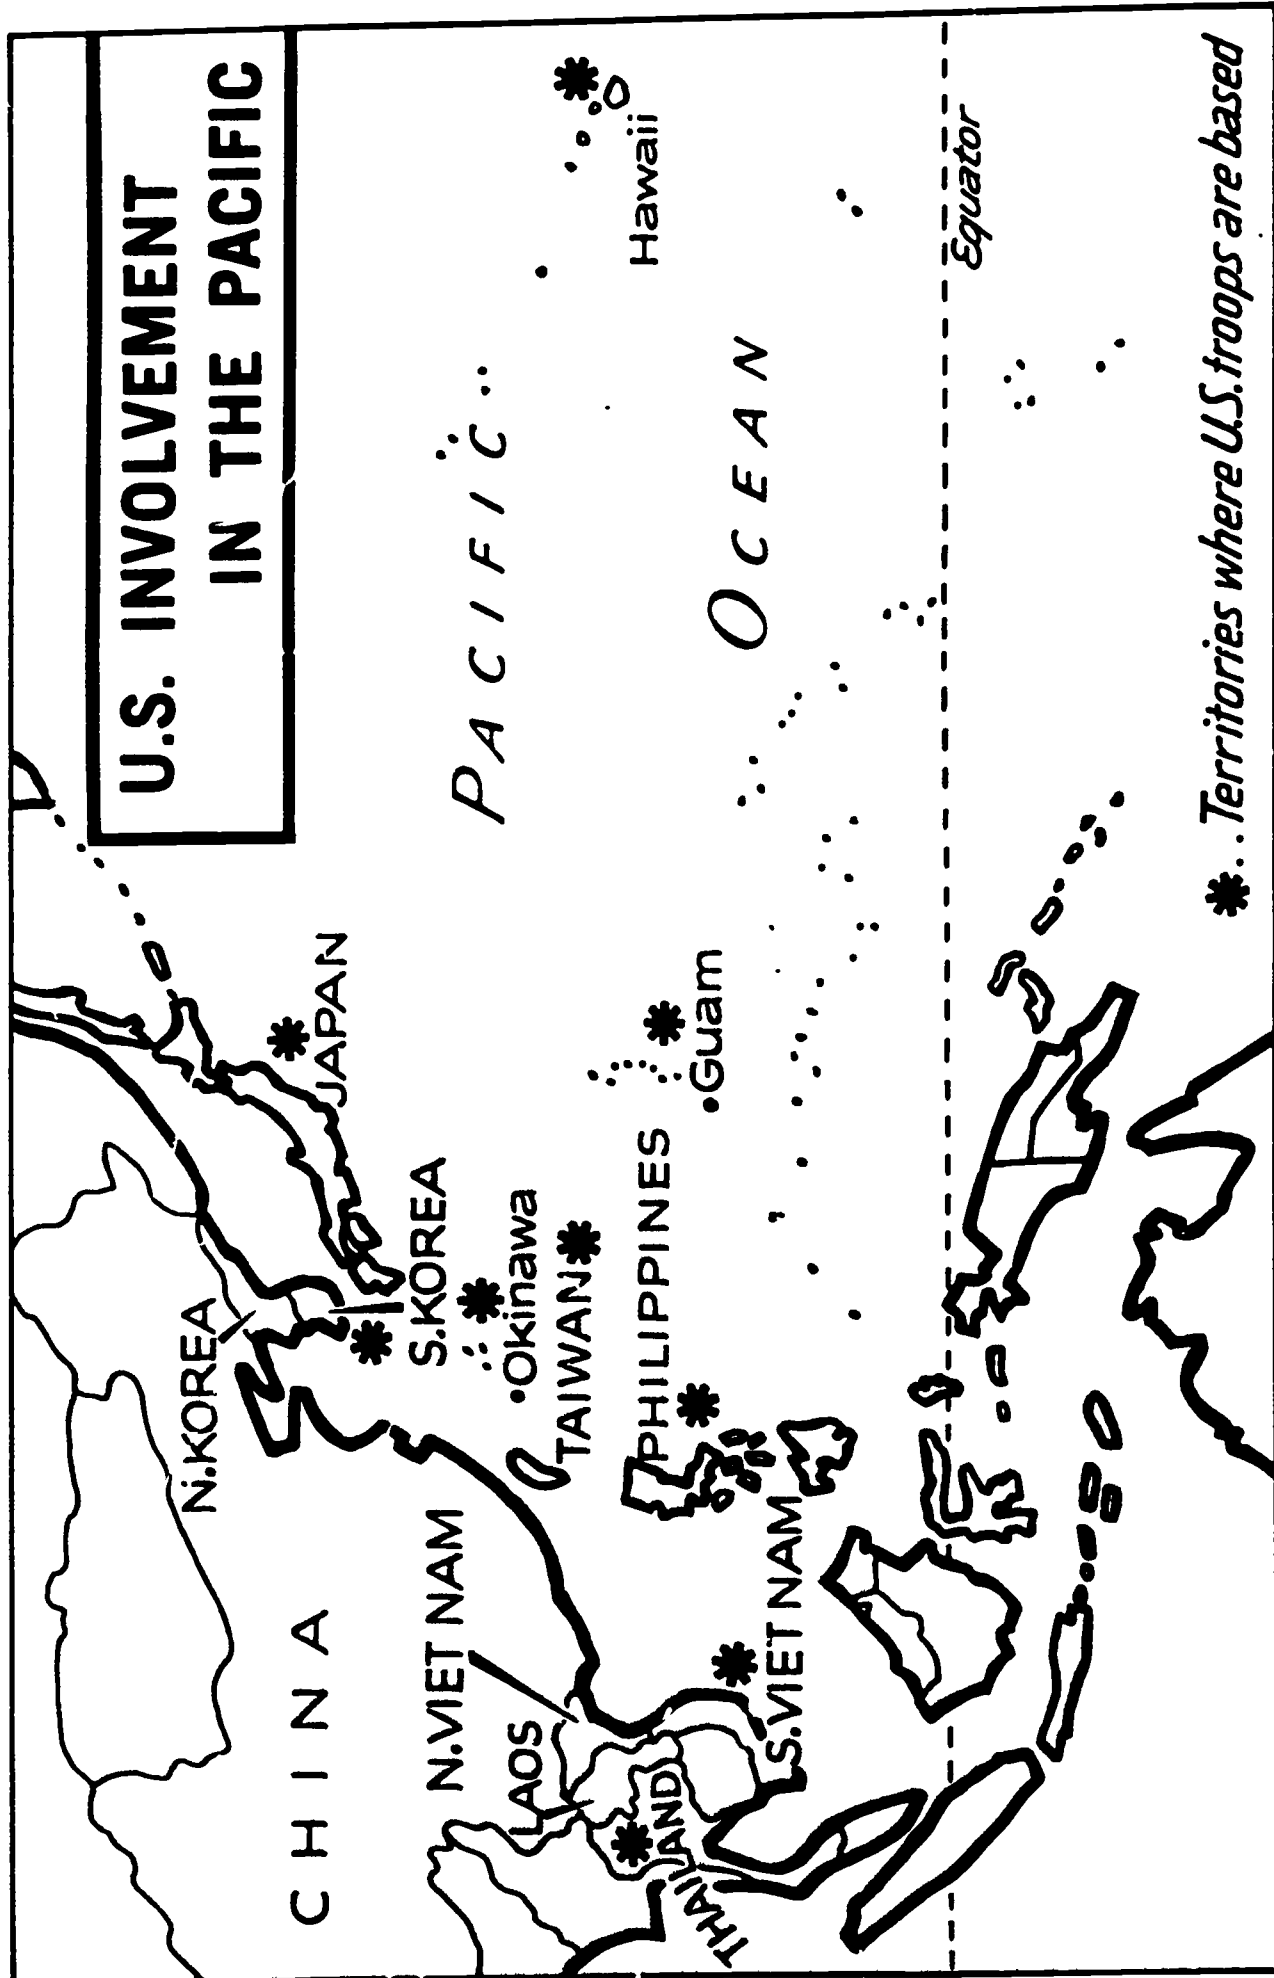 U.S. INVOLVEMENT
IN THE PACIFIC
N.KOREA
JAPAN
CHINA
S.KOREA
PACIFIC
Okinawa
Hawaii
N.VIET NAM
TAIWAN
LAOS
PHILIPPINES
Guam
OCEAN
THAILAND
S.VIET NAM
Equator
✱...Territories where U.S. troops are based